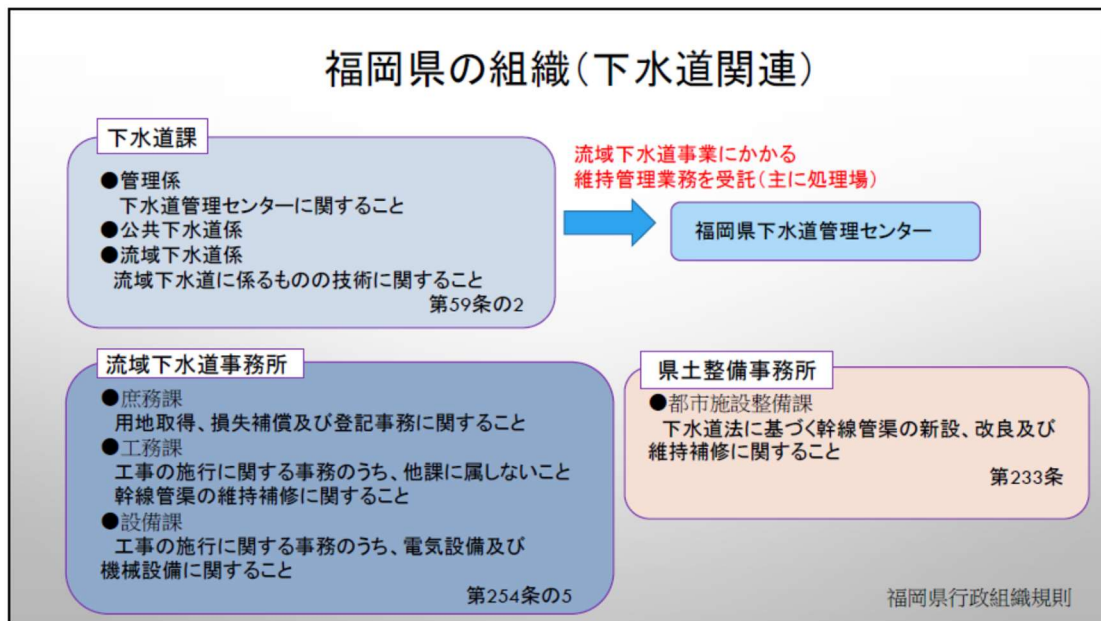 福岡県の組織(下水道関連)
下水道課
●管理係
下水道管理センターに関すること
●公共下水道係
●流域下水道係
流域下水道に係るものの技術に関すること
第59条の2
流域下水道事業にかかる
維持管理業務を受託(主に処理場)
福岡県下水道管理センター
流域下水道事務所
●庶務課
用地取得、損失補償及び登記事務に関すること
●工務課
工事の施行に関する事務のうち、他課に属しないこと
幹線管渠の維持補修に関すること
●設備課
工事の施行に関する事務のうち、電気設備及び
機械設備に関すること
第254条の5
県土整備事務所
●都市施設整備課
下水道法に基づく幹線管渠の新設、改良及び
維持補修に関すること
第233条
福岡県行政組織規則